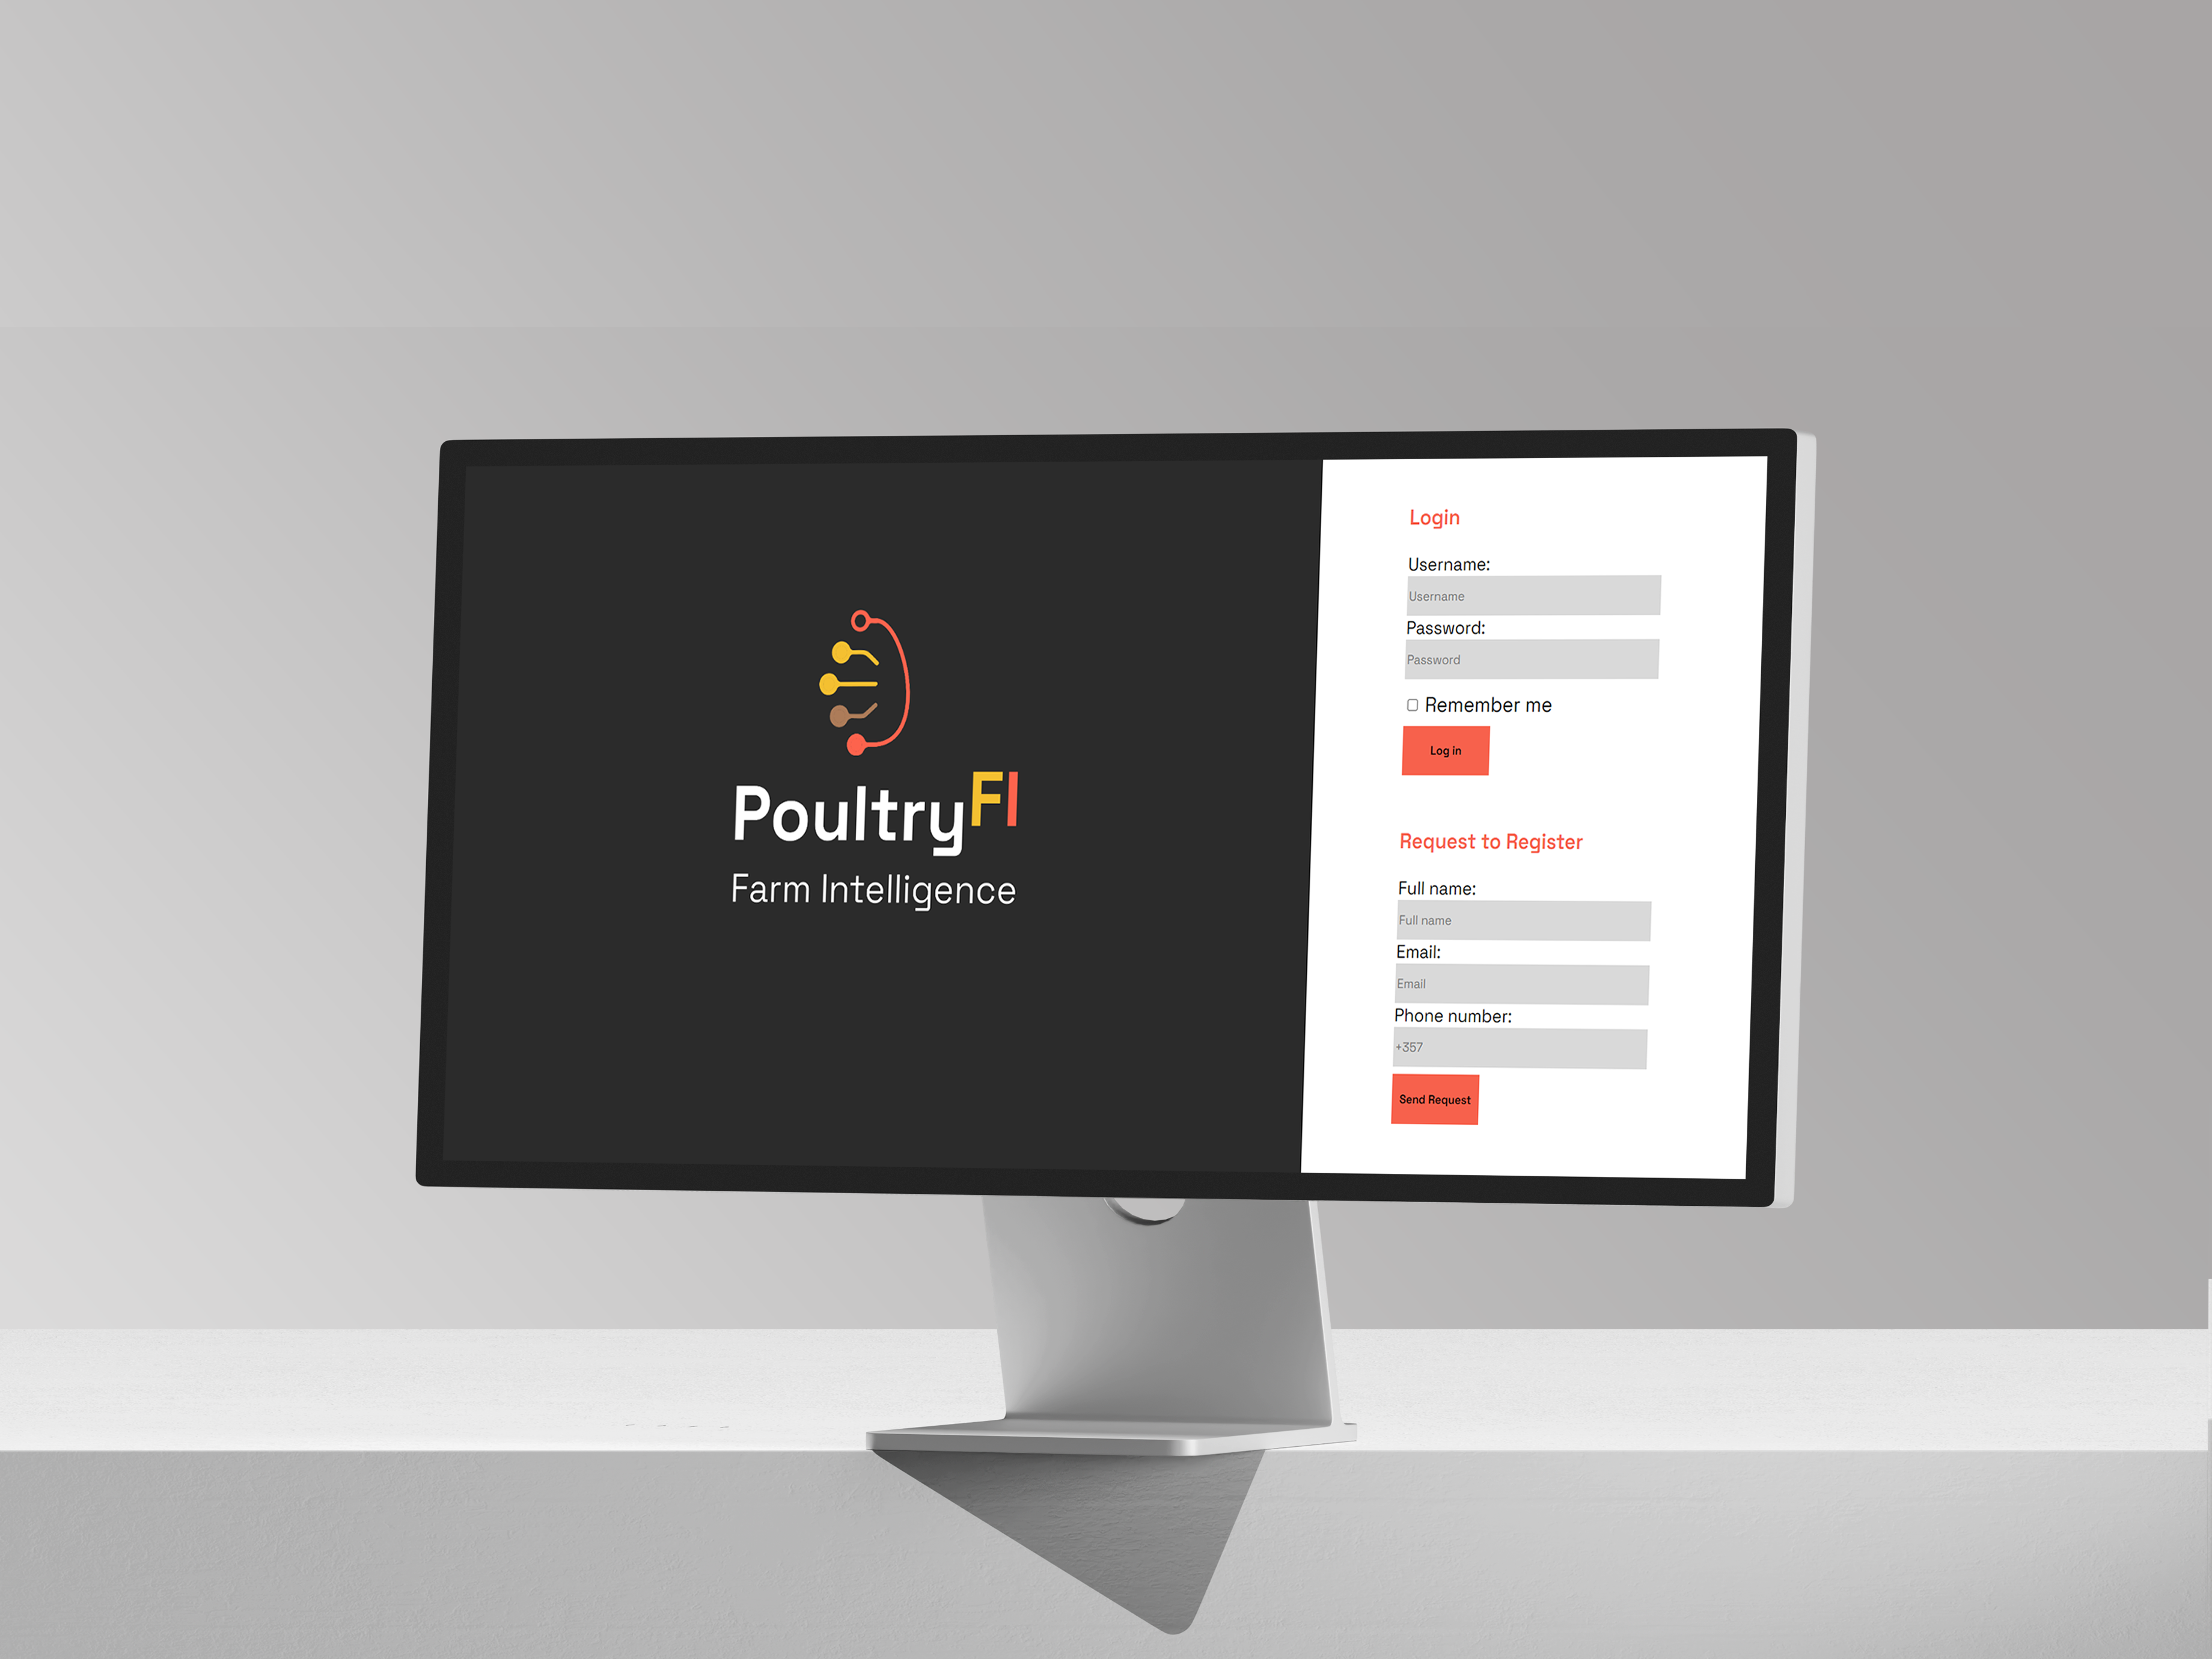 PoultryFI
Farm Intelligence
Login
Username:
Username
Password:
Password
Remember me
Log in
Request to Register
Full name:
Full name
Email:
Email
Phone number:
+357
Send Request